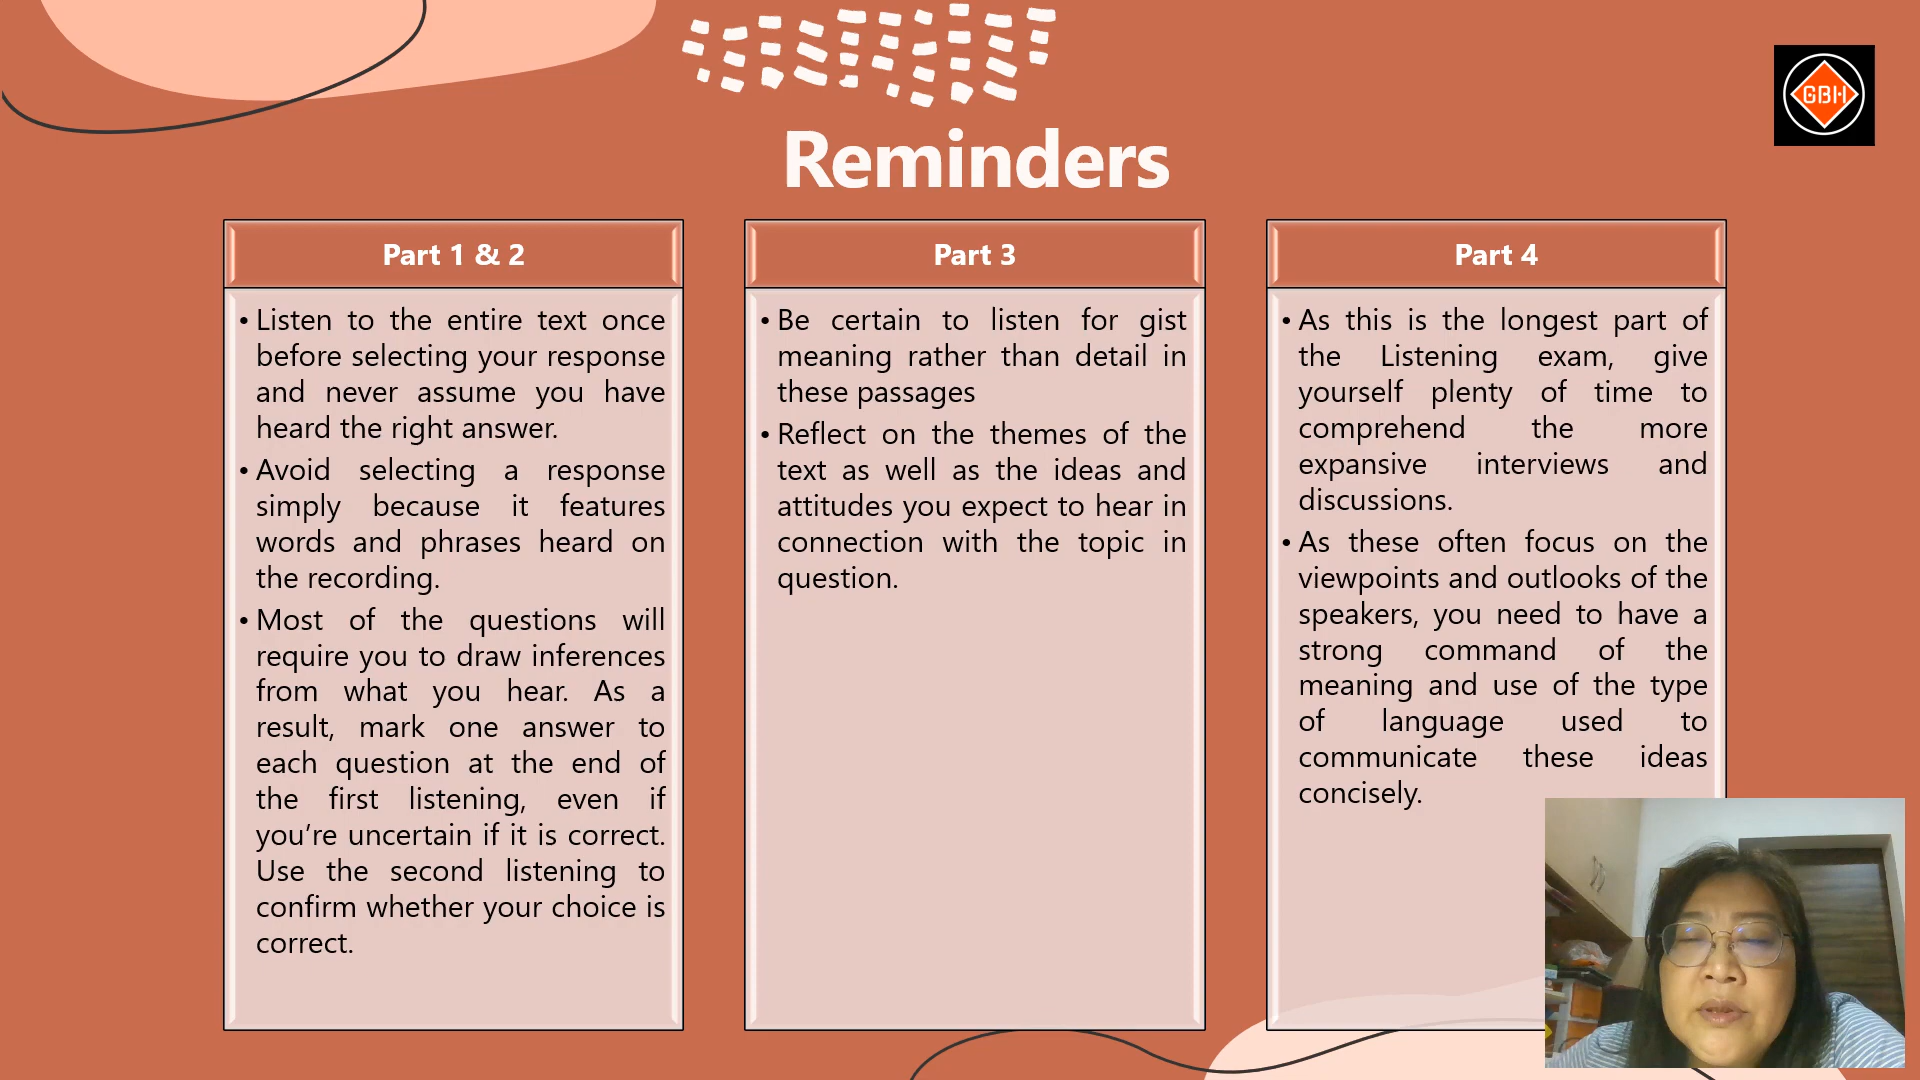 GBH
Reminders
Part 1 & 2
• Listen to the entire text once
before selecting your response
and never assume you have
heard the right answer.
• Avoid selecting a response
simply because it features
words and phrases heard on
the recording.
• Most of the questions will
require you to draw inferences
from what you hear. As a
result, mark one answer to
each question at the end of
the first listening, even if
you’re uncertain if it is correct.
Use the second listening to
confirm whether your choice is
correct.
Part 3
• Be certain to listen for gist
meaning rather than detail in
these passages
• Reflect on the themes of the
text as well as the ideas and
attitudes you expect to hear in
connection with the topic in
question.
Part 4
• As this is the longest part of
the Listening exam, give
yourself plenty of time to
comprehend the more
expansive interviews and
discussions.
• As these often focus on the
viewpoints and outlooks of the
speakers, you need to have a
strong command of the
meaning and use of the type
of language used to
communicate these ideas
concisely.